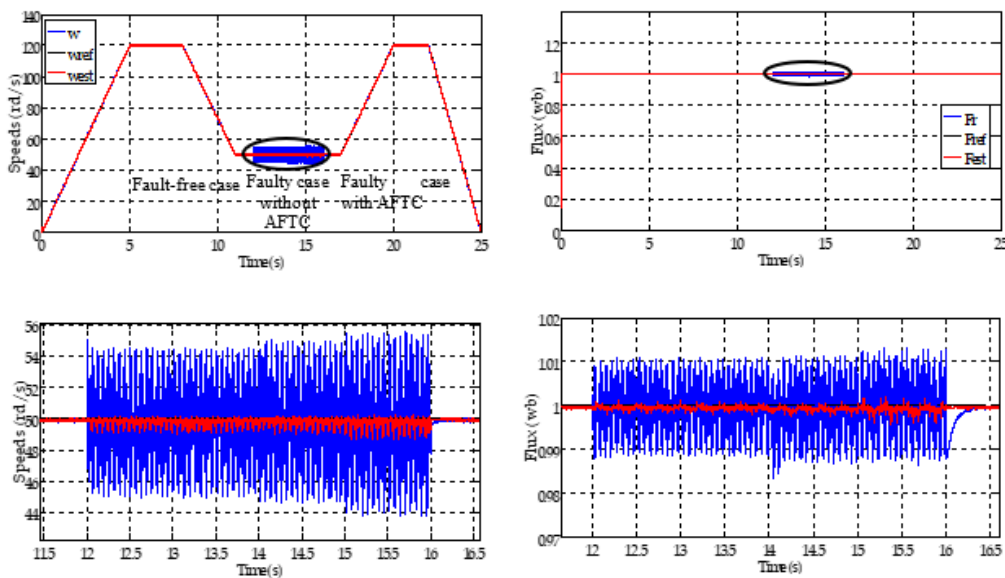 140
120
100
80
60
40
20
0
Speeds (rd/s)
w
wref
west
Fault-free case
Faulty case
without
AFTC
Faulty case
with AFTC
0 5 10 15 20 25
Time(s)
1.4
1.2
1
0.8
0.6
0.4
0.2
0
Flux (wb)
Fr
Fref
Fest
0 5 10 15 20 25
Time(s)
56
54
52
50
48
46
44
Speeds (rd/s)
11.5 12 12.5 13 13.5 14 14.5 15 15.5 16 16.5
Time(s)
1.02
1.01
1
0.99
0.98
0.97
Flux (wb)
12 12.5 13 13.5 14 14.5 15 15.5 16 16.5
Time(s)